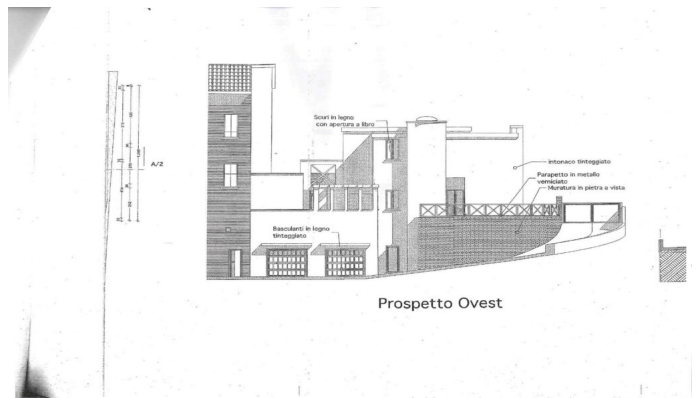 Scuri in legno
con apertura a libro
intonaco tinteggiato
A/2
Parapetto in metallo
verniciato
Muratura in pietra a vista
Basculanti in legno
tinteggiato
Prospetto Ovest